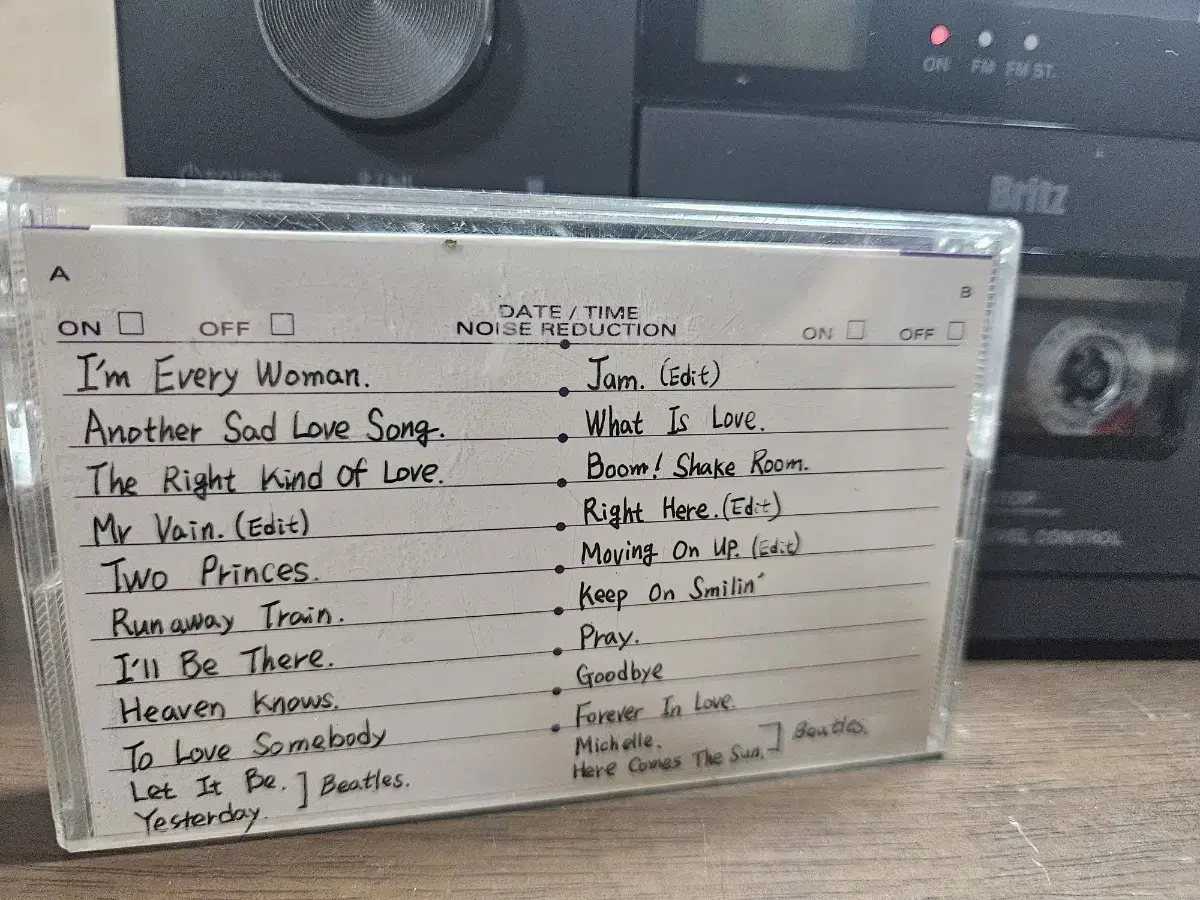 ON FM FM ST.
Britz
A
B
DATE / TIME
ON OFF NOISE REDUCTION ON OFF
I'm Every Woman.
Another Sad Love Song.
The Right Kind Of Love.
Mr Vain. (Edit)
Two Princes.
Runaway Train.
I'll Be There.
Heaven Knows.
To Love Somebody
Let It Be. ] Beatles.
Yesterday.
Jam. (Edit)
What Is Love.
Boom! Shake Room.
Right Here. (Edit)
Moving On Up. (Edit)
Keep On Smilin'
Pray.
Goodbye
Forever In Love.
Michelle.
Here Comes The Sun. ] Beatles.
CONTROL